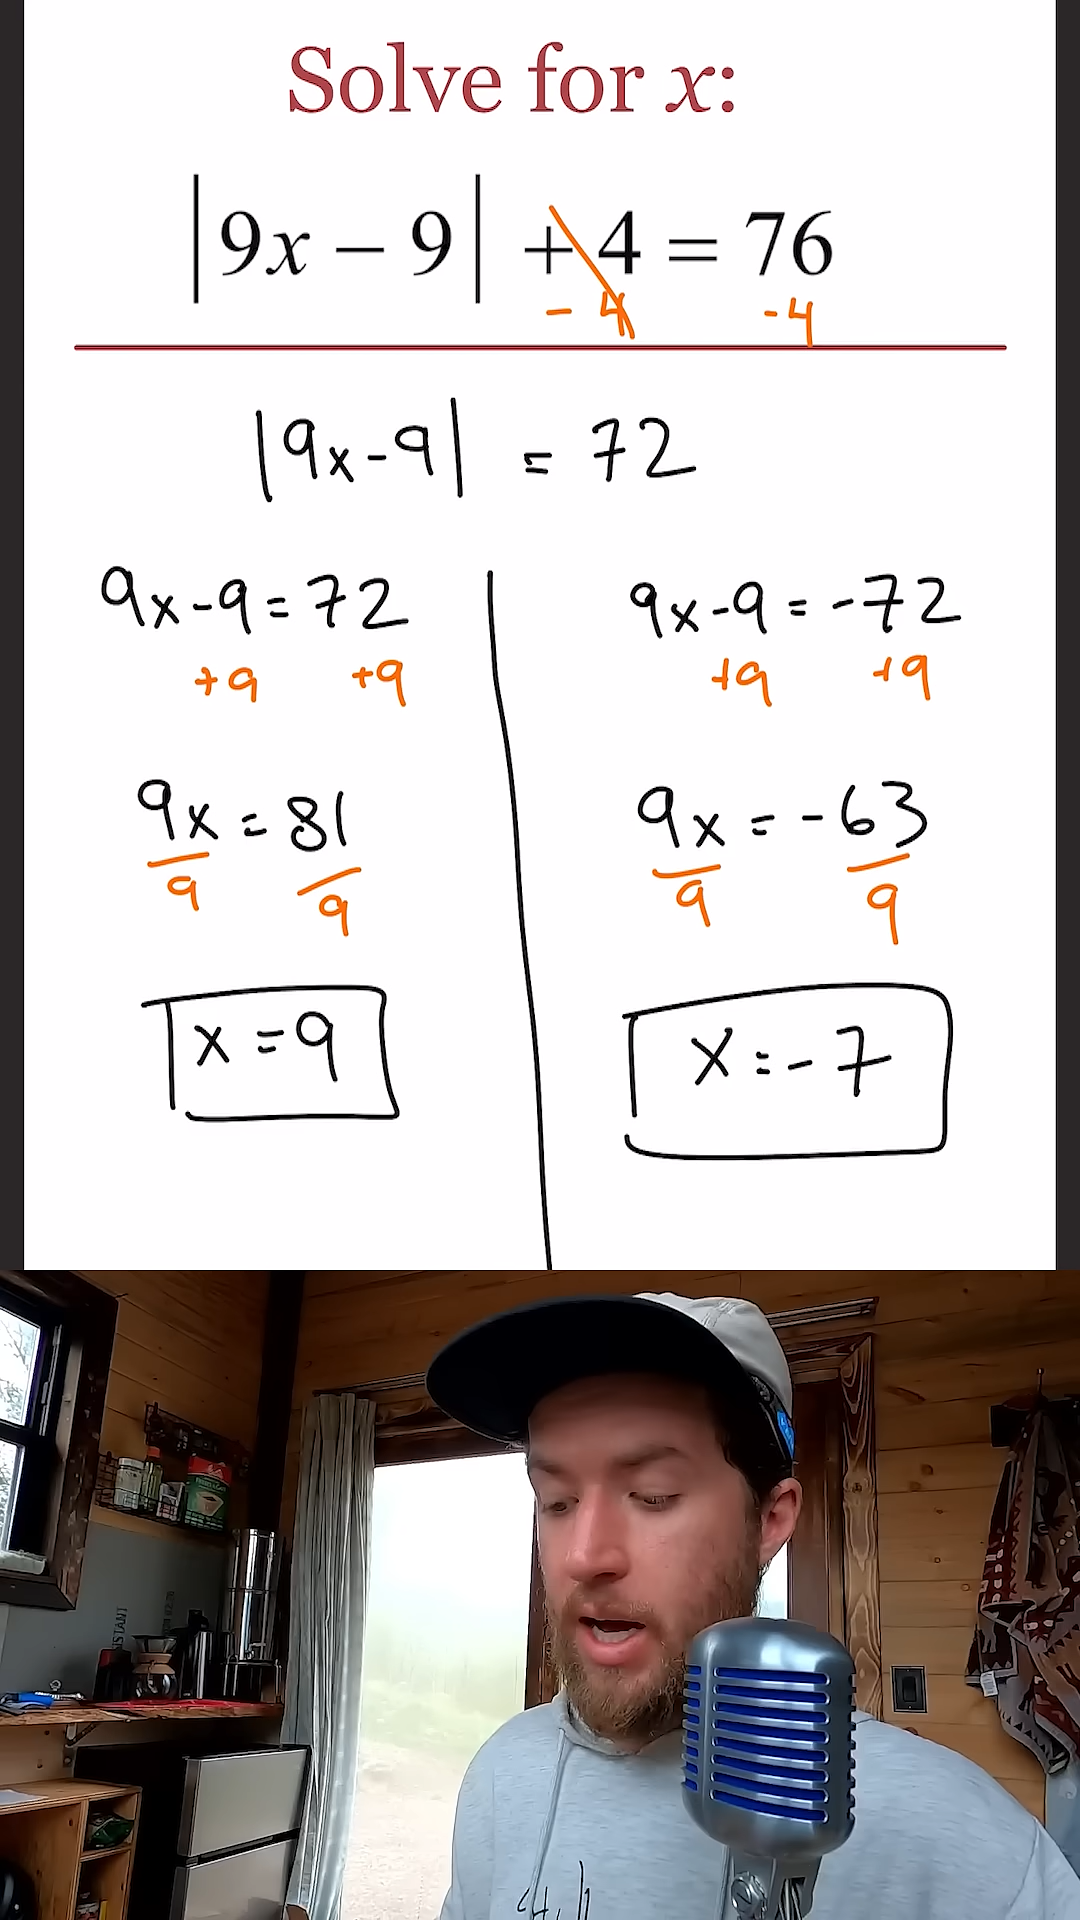 Solve for x:
|9x − 9| + 4 = 76
- 4 -4
|9x-9| = 72
9x-9=72
+9 +9
9x = 81
9 9
x = 9
9x-9=-72
+9 +9
9x = -63
9 9
x = -7